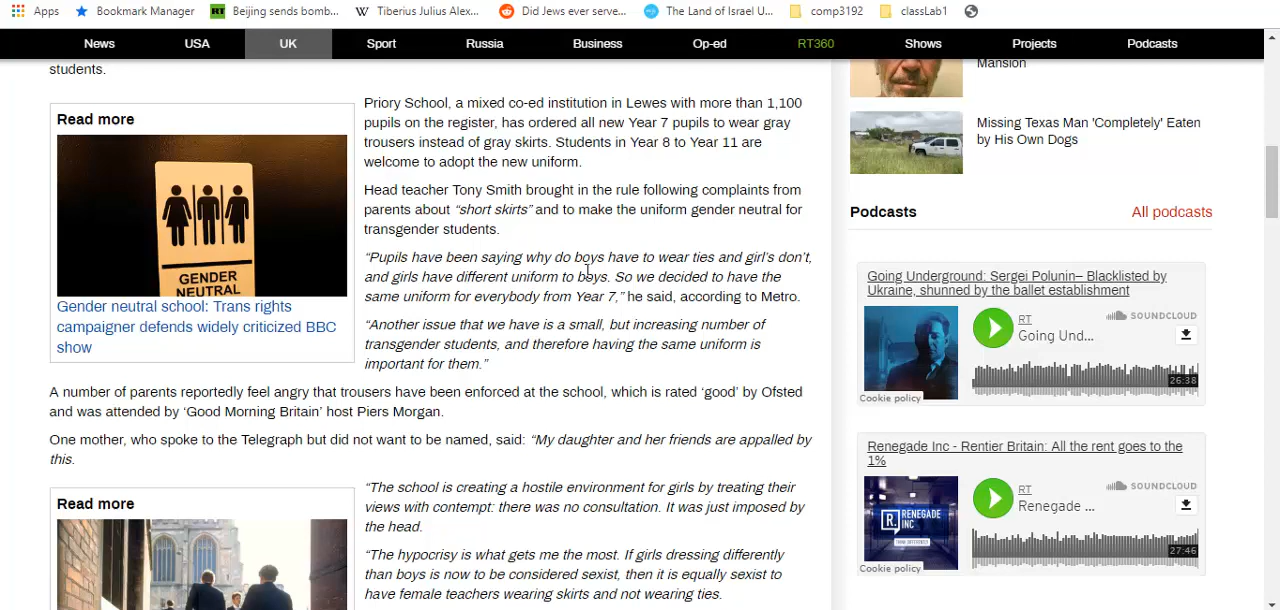 Apps
Bookmark Manager
RT
Beijing sends bomb...
W
Tiberius Julius Alex...
Did Jews ever serve...
The Land of Israel U...
comp3192
classLab1
News
USA
UK
Sport
Russia
Business
Op-ed
RT360
Shows
Projects
Podcasts
students.
Read more
GENDER
NEUTRAL
Gender neutral school: Trans rights
campaigner defends widely criticized BBC
show
Priory School, a mixed co-ed institution in Lewes with more than 1,100
pupils on the register, has ordered all new Year 7 pupils to wear gray
trousers instead of gray skirts. Students in Year 8 to Year 11 are
welcome to adopt the new uniform.
Head teacher Tony Smith brought in the rule following complaints from
parents about “short skirts” and to make the uniform gender neutral for
transgender students.
“Pupils have been saying why do boys have to wear ties and girl’s don’t,
and girls have different uniform to boys. So we decided to have the
same uniform for everybody from Year 7,” he said, according to Metro.
“Another issue that we have is a small, but increasing number of
transgender students, and therefore having the same uniform is
important for them.”
A number of parents reportedly feel angry that trousers have been enforced at the school, which is rated ‘good’ by Ofsted
and was attended by ‘Good Morning Britain’ host Piers Morgan.
One mother, who spoke to the Telegraph but did not want to be named, said: “My daughter and her friends are appalled by
this.
Read more
“The school is creating a hostile environment for girls by treating their
views with contempt: there was no consultation. It was just imposed by
the head.
“The hypocrisy is what gets me the most. If girls dressing differently
than boys is now to be considered sexist, then it is equally sexist to
have female teachers wearing skirts and not wearing ties.
Mansion
Missing Texas Man 'Completely' Eaten
by His Own Dogs
Podcasts
All podcasts
Going Underground: Sergei Polunin– Blacklisted by
Ukraine, shunned by the ballet establishment
RT
SOUNDCLOUD
Going Und...
26:38
Cookie policy
Renegade Inc - Rentier Britain: All the rent goes to the
1%
RT
SOUNDCLOUD
Renegade ...
R. RENEGADE
INC
27:46
Cookie policy